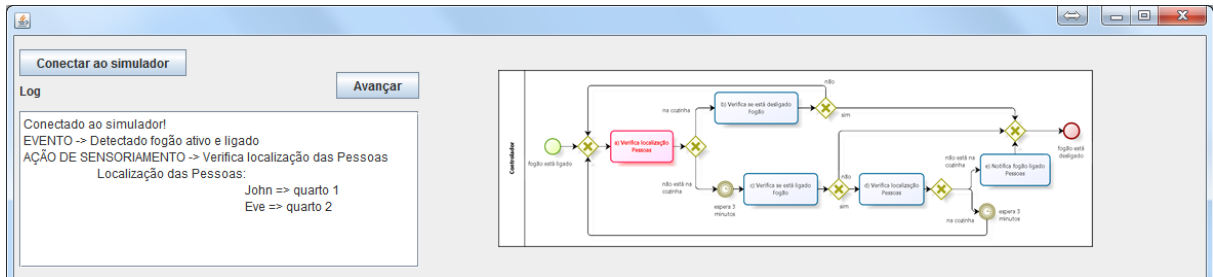 Conectar ao simulador
Avançar
Log
Conectado ao simulador!
EVENTO -> Detectado fogão ativo e ligado
AÇÃO DE SENSORIAMENTO -> Verifica localização das Pessoas
Localização das Pessoas:
John => quarto 1
Eve => quarto 2
Controlador
fogão está ligado
a) Verifica localização
Pessoas
na cozinha
b) Verifica se está desligado
Fogão
não
sim
não está na
cozinha
espera 3
minutos
c) Verifica se está ligado
Fogão
não
sim
d) Verifica localização
Pessoas
não está na
cozinha
e) Notifica fogão ligado
Pessoas
na cozinha
espera 3
minutos
fogão está
desligado